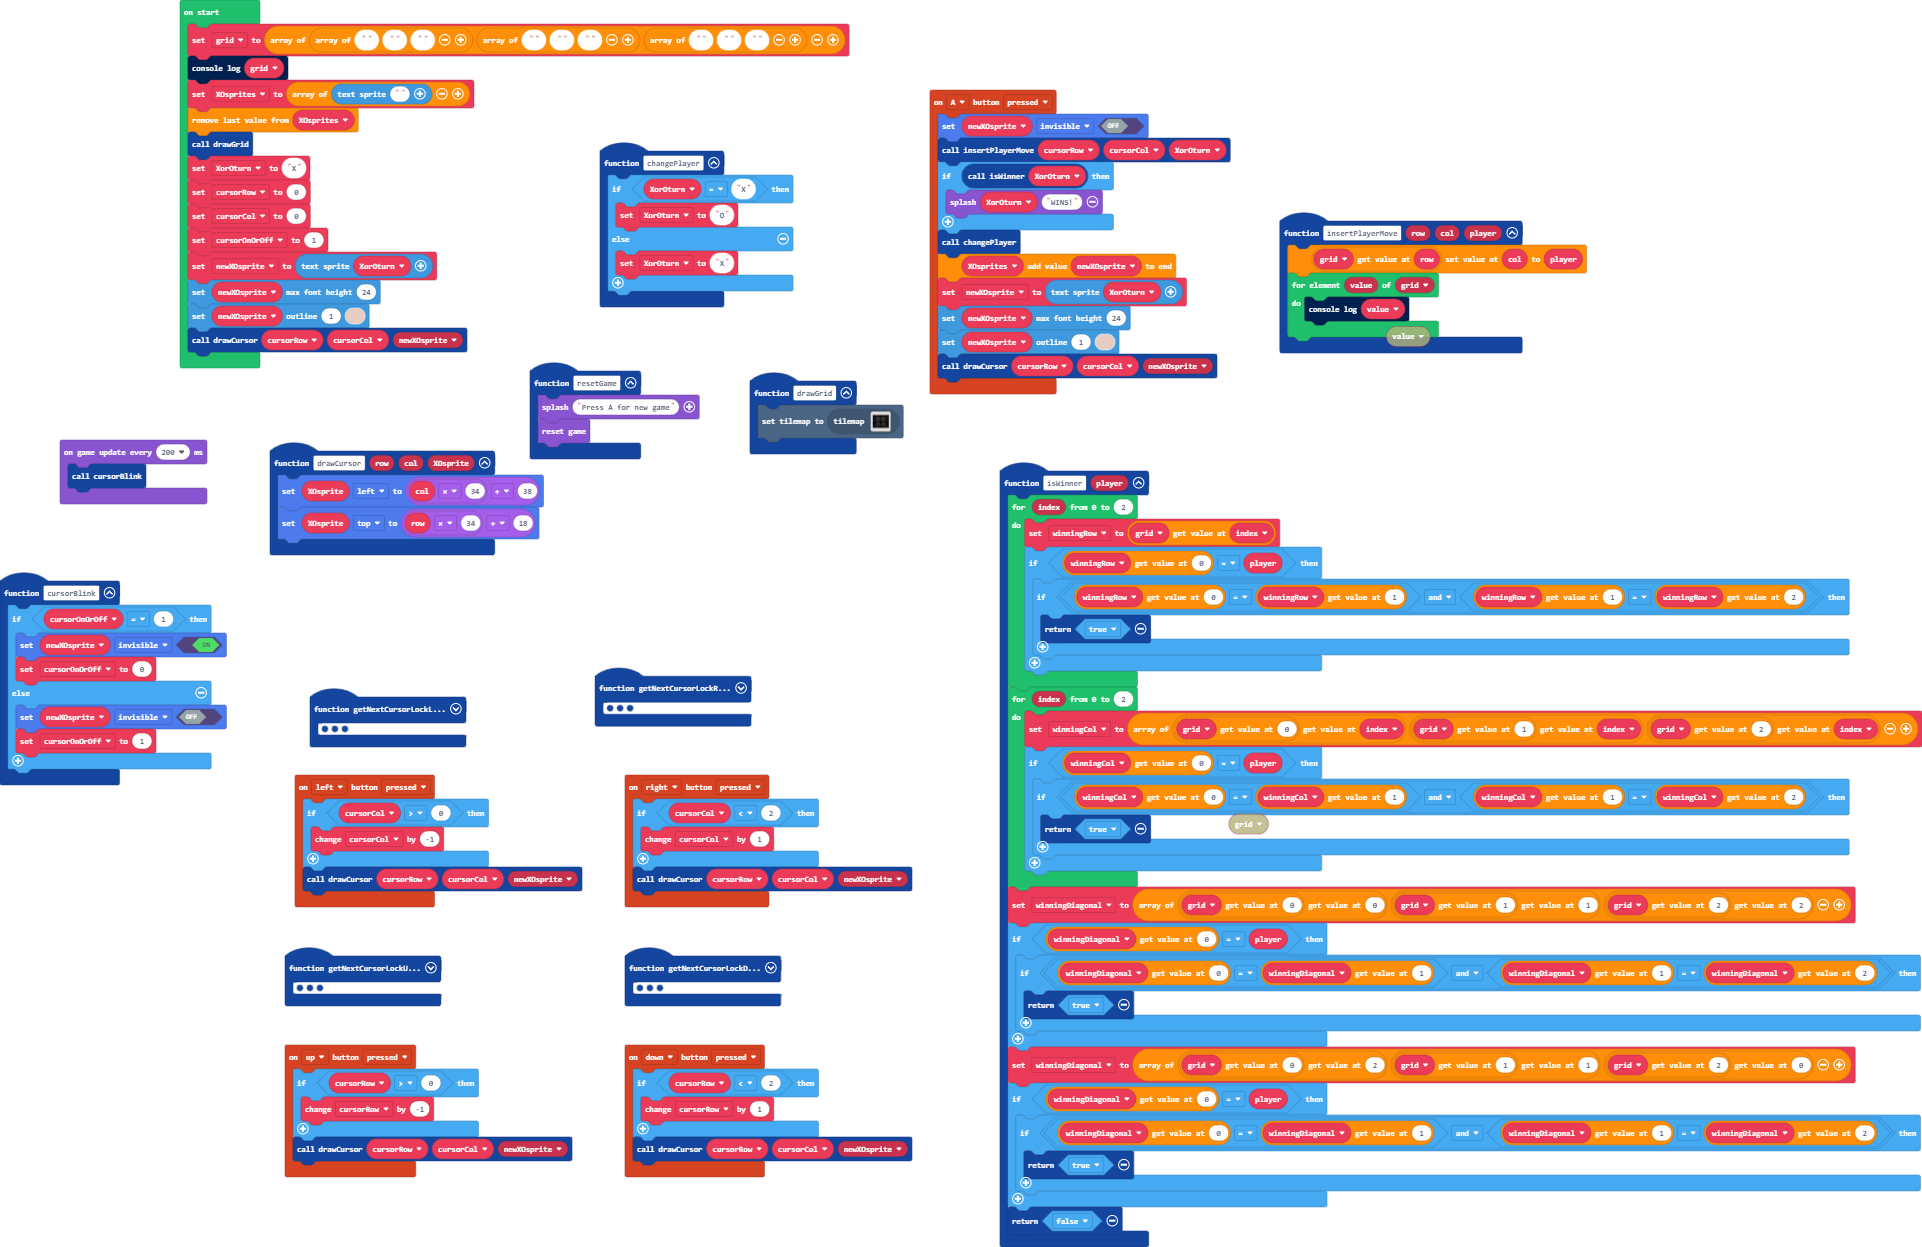 on start
set grid to array of array of "" "" "" array of "" "" "" array of "" "" ""
console log grid
set XOsprites to array of text sprite ""
remove last value from XOsprites
call drawGrid
set XorOturn to "X"
set cursorRow to 0
set cursorCol to 0
set cursorOnOrOff to 1
set newXOsprite to text sprite XorOturn
set newXOsprite max font height 24
set newXOsprite outline 1
call drawCursor cursorRow cursorCol newXOsprite
function changePlayer
if XorOturn = "X" then
set XorOturn to "O"
else
set XorOturn to "X"
on A button pressed
set newXOsprite invisible OFF
call insertPlayerMove cursorRow cursorCol XorOturn
if call isWinner XorOturn then
splash XorOturn "WINS!"
call changePlayer
XOsprites add value newXOsprite to end
set newXOsprite to text sprite XorOturn
set newXOsprite max font height 24
set newXOsprite outline 1
call drawCursor cursorRow cursorCol newXOsprite
function insertPlayerMove row col player
grid get value at row set value at col to player
for element value of grid
do
console log value
value
function resetGame
splash "Press A for new game"
reset game
function drawGrid
set tilemap to tilemap
on game update every 200 ms
call cursorBlink
function drawCursor row col XOsprite
set XOsprite left to col × 34 + 38
set XOsprite top to row × 34 + 18
function cursorBlink
if cursorOnOrOff = 1 then
set newXOsprite invisible ON
set cursorOnOrOff to 0
else
set newXOsprite invisible OFF
set cursorOnOrOff to 1
function getNextCursorLockL...
function getNextCursorLockR...
on left button pressed
if cursorCol > 0 then
change cursorCol by -1
call drawCursor cursorRow cursorCol newXOsprite
on right button pressed
if cursorCol < 2 then
change cursorCol by 1
call drawCursor cursorRow cursorCol newXOsprite
function getNextCursorLockU...
function getNextCursorLockD...
on up button pressed
if cursorRow > 0 then
change cursorRow by -1
call drawCursor cursorRow cursorCol newXOsprite
on down button pressed
if cursorRow < 2 then
change cursorRow by 1
call drawCursor cursorRow cursorCol newXOsprite
function isWinner player
for index from 0 to 2
do
set winningRow to grid get value at index
if winningRow get value at 0 = player then
if winningRow get value at 0 = winningRow get value at 1 and winningRow get value at 1 = winningRow get value at 2 then
return true
for index from 0 to 2
do
set winningCol to array of grid get value at 0 get value at index grid get value at 1 get value at index grid get value at 2 get value at index
if winningCol get value at 0 = player then
if winningCol get value at 0 = winningCol get value at 1 and winningCol get value at 1 = winningCol get value at 2 then
grid
return true
set winningDiagonal to array of grid get value at 0 get value at 0 grid get value at 1 get value at 1 grid get value at 2 get value at 2
if winningDiagonal get value at 0 = player then
if winningDiagonal get value at 0 = winningDiagonal get value at 1 and winningDiagonal get value at 1 = winningDiagonal get value at 2 then
return true
set winningDiagonal to array of grid get value at 0 get value at 2 grid get value at 1 get value at 1 grid get value at 2 get value at 0
if winningDiagonal get value at 0 = player then
if winningDiagonal get value at 0 = winningDiagonal get value at 1 and winningDiagonal get value at 1 = winningDiagonal get value at 2 then
return true
return false